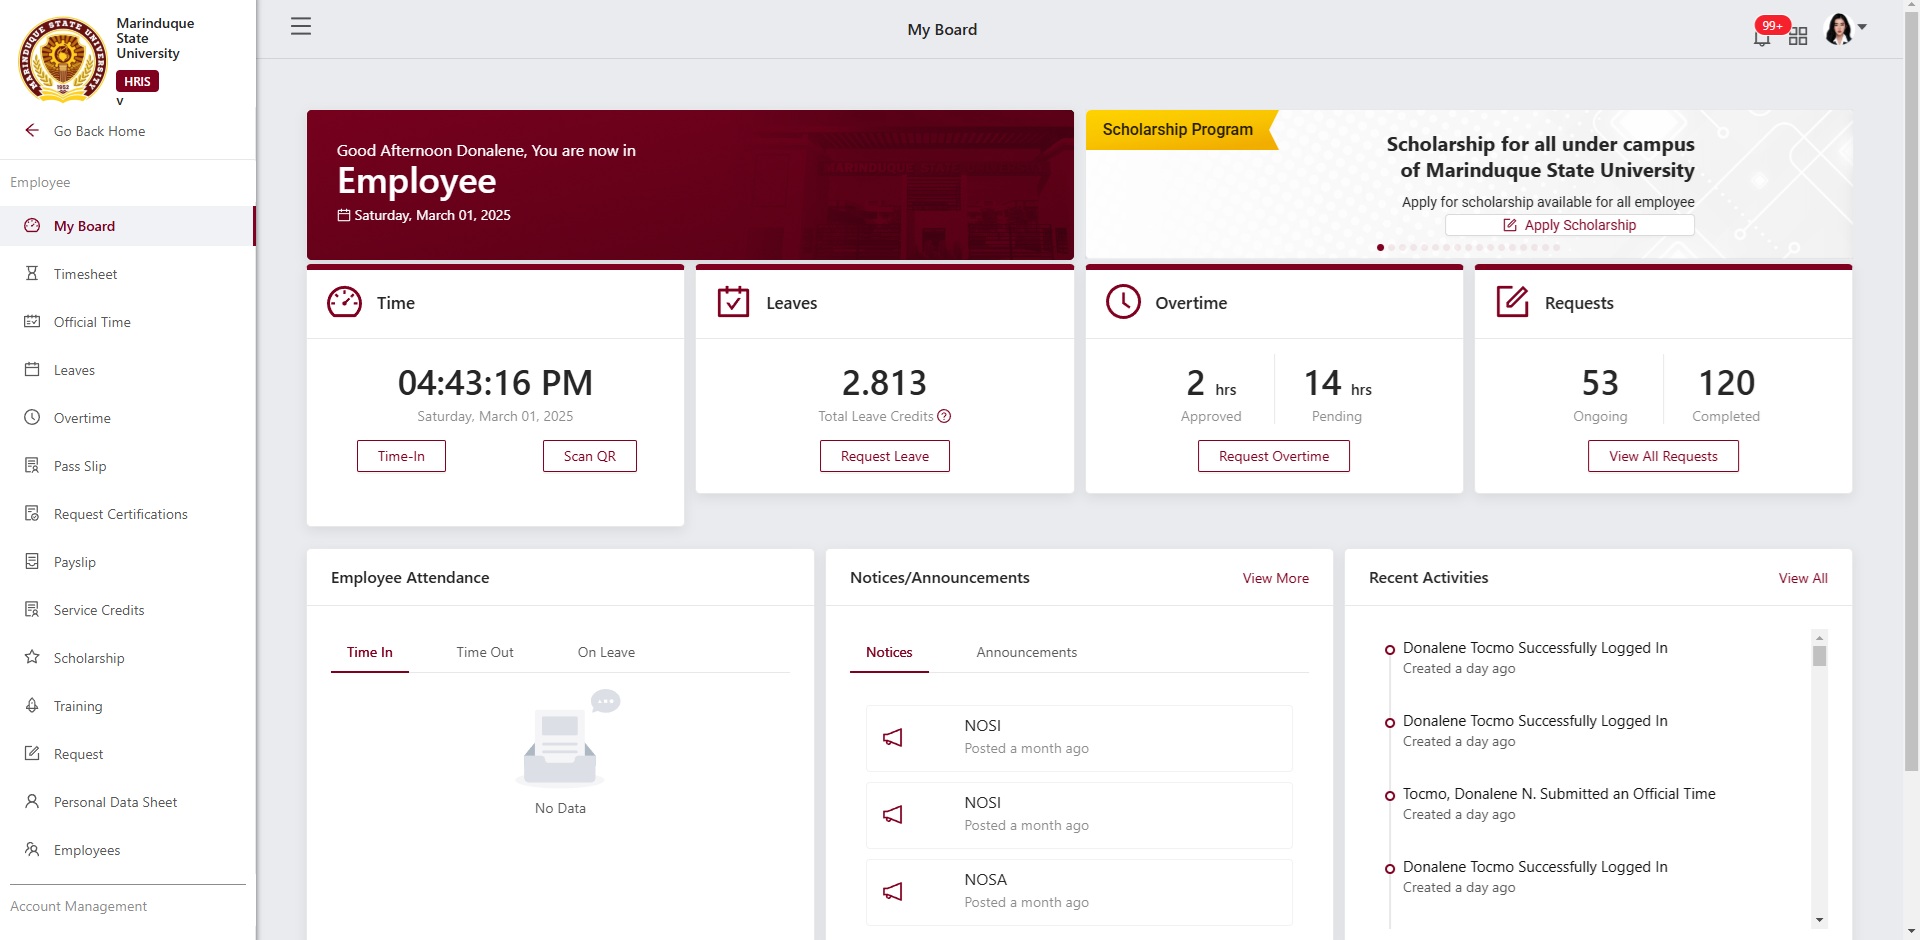 Marinduque
State
University
HRIS
v
Go Back Home
Employee
My Board
Timesheet
Official Time
Leaves
Overtime
Pass Slip
Request Certifications
Payslip
Service Credits
Scholarship
Training
Request
Personal Data Sheet
Employees
Account Management
My Board
99+
Good Afternoon Donalene, You are now in
Employee
Saturday, March 01, 2025
Scholarship Program
Scholarship for all under campus
of Marinduque State University
Apply for scholarship available for all employee
Apply Scholarship
Time
04:43:16 PM
Saturday, March 01, 2025
Time-In
Scan QR
Leaves
2.813
Total Leave Credits
Request Leave
Overtime
2 hrs
Approved
14 hrs
Pending
Request Overtime
Requests
53
Ongoing
120
Completed
View All Requests
Employee Attendance
Time In
Time Out
On Leave
No Data
Notices/Announcements
View More
Notices
Announcements
NOSI
Posted a month ago
NOSI
Posted a month ago
NOSA
Posted a month ago
Recent Activities
View All
Donalene Tocmo Successfully Logged In
Created a day ago
Donalene Tocmo Successfully Logged In
Created a day ago
Tocmo, Donalene N. Submitted an Official Time
Created a day ago
Donalene Tocmo Successfully Logged In
Created a day ago
MARINDUQUE STATE UNIVERSITY
1952